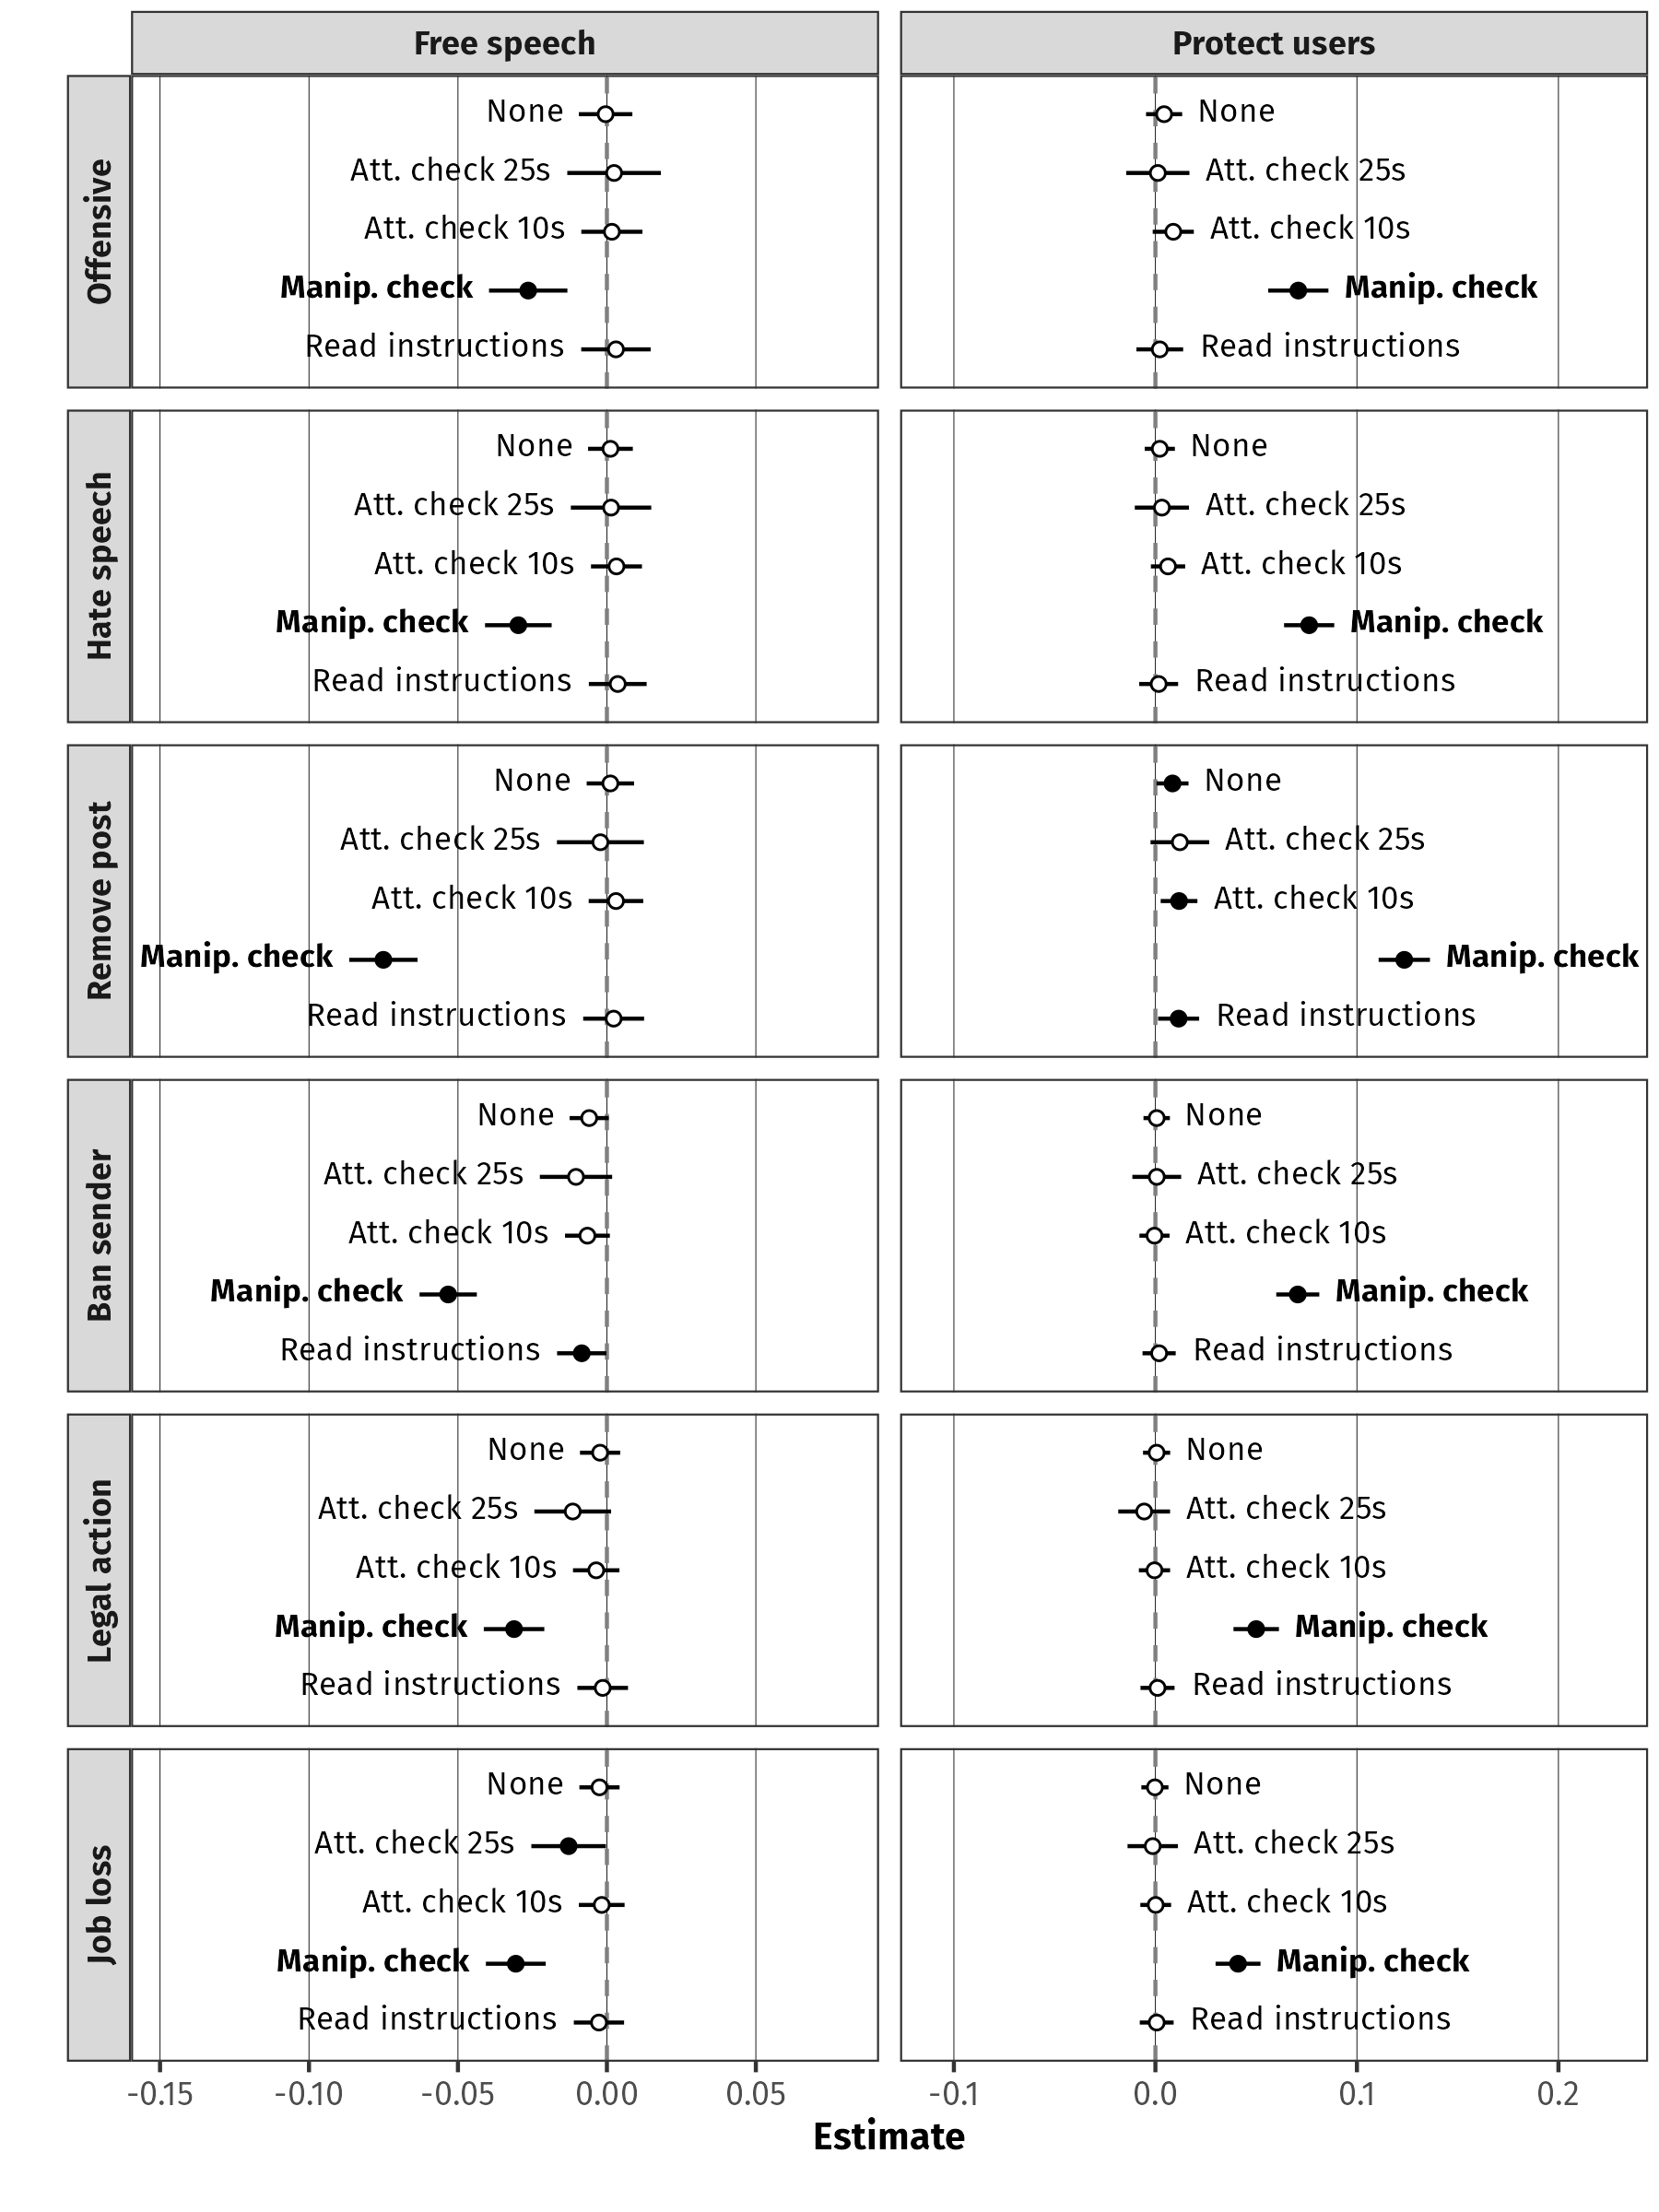 Free speech Protect users
Offensive
None None
Att. check 25s Att. check 25s
Att. check 10s Att. check 10s
Manip. check Manip. check
Read instructions Read instructions
Hate speech
None None
Att. check 25s Att. check 25s
Att. check 10s Att. check 10s
Manip. check Manip. check
Read instructions Read instructions
Remove post
None None
Att. check 25s Att. check 25s
Att. check 10s Att. check 10s
Manip. check Manip. check
Read instructions Read instructions
Ban sender
None None
Att. check 25s Att. check 25s
Att. check 10s Att. check 10s
Manip. check Manip. check
Read instructions Read instructions
Legal action
None None
Att. check 25s Att. check 25s
Att. check 10s Att. check 10s
Manip. check Manip. check
Read instructions Read instructions
Job loss
None None
Att. check 25s Att. check 25s
Att. check 10s Att. check 10s
Manip. check Manip. check
Read instructions Read instructions
-0.15 -0.10 -0.05 0.00 0.05 -0.1 0.0 0.1 0.2
Estimate